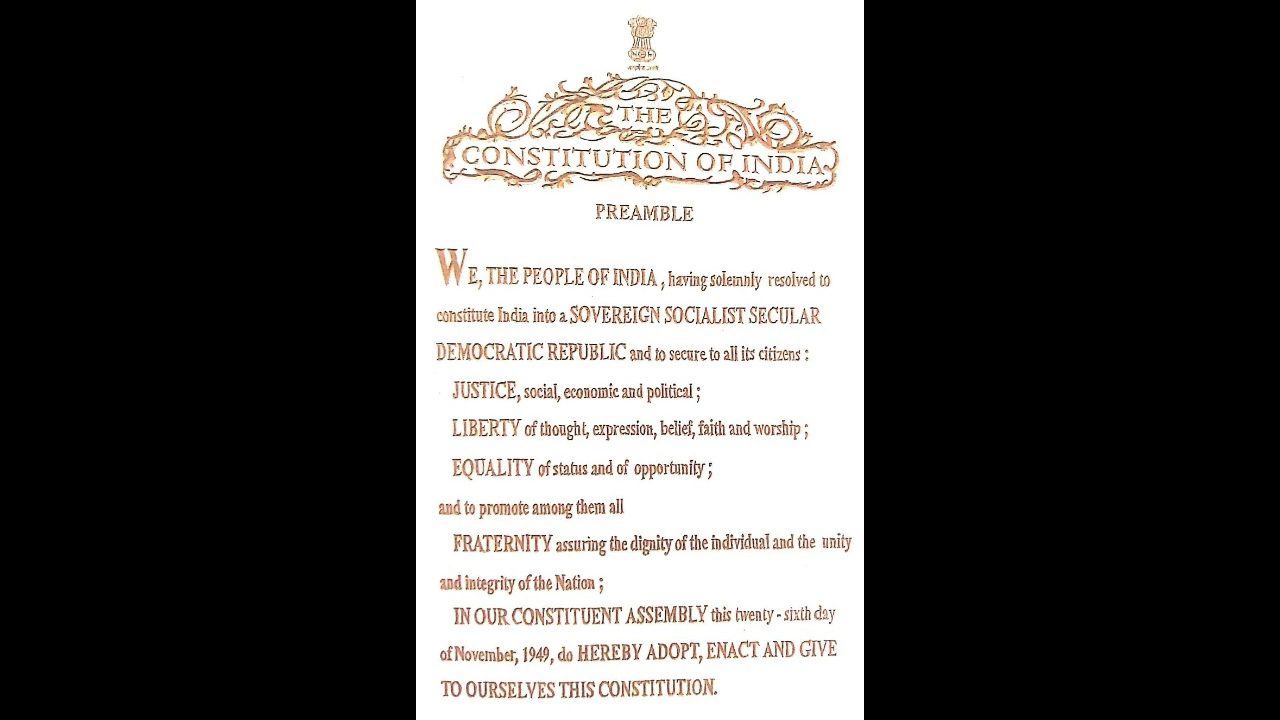 THE
CONSTITUTION OF INDIA
PREAMBLE
WE, THE PEOPLE OF INDIA , having solemnly resolved to
constitute India into a SOVEREIGN SOCIALIST SECULAR
DEMOCRATIC REPUBLIC and to secure to all its citizens :
JUSTICE, social, economic and political ;
LIBERTY of thought, expression, belief, faith and worship ;
EQUALITY of status and of opportunity ;
and to promote among them all
FRATERNITY assuring the dignity of the individual and the unity
and integrity of the Nation ;
IN OUR CONSTITUENT ASSEMBLY this twenty - sixth day
of November, 1949, do HEREBY ADOPT, ENACT AND GIVE
TO OURSELVES THIS CONSTITUTION.